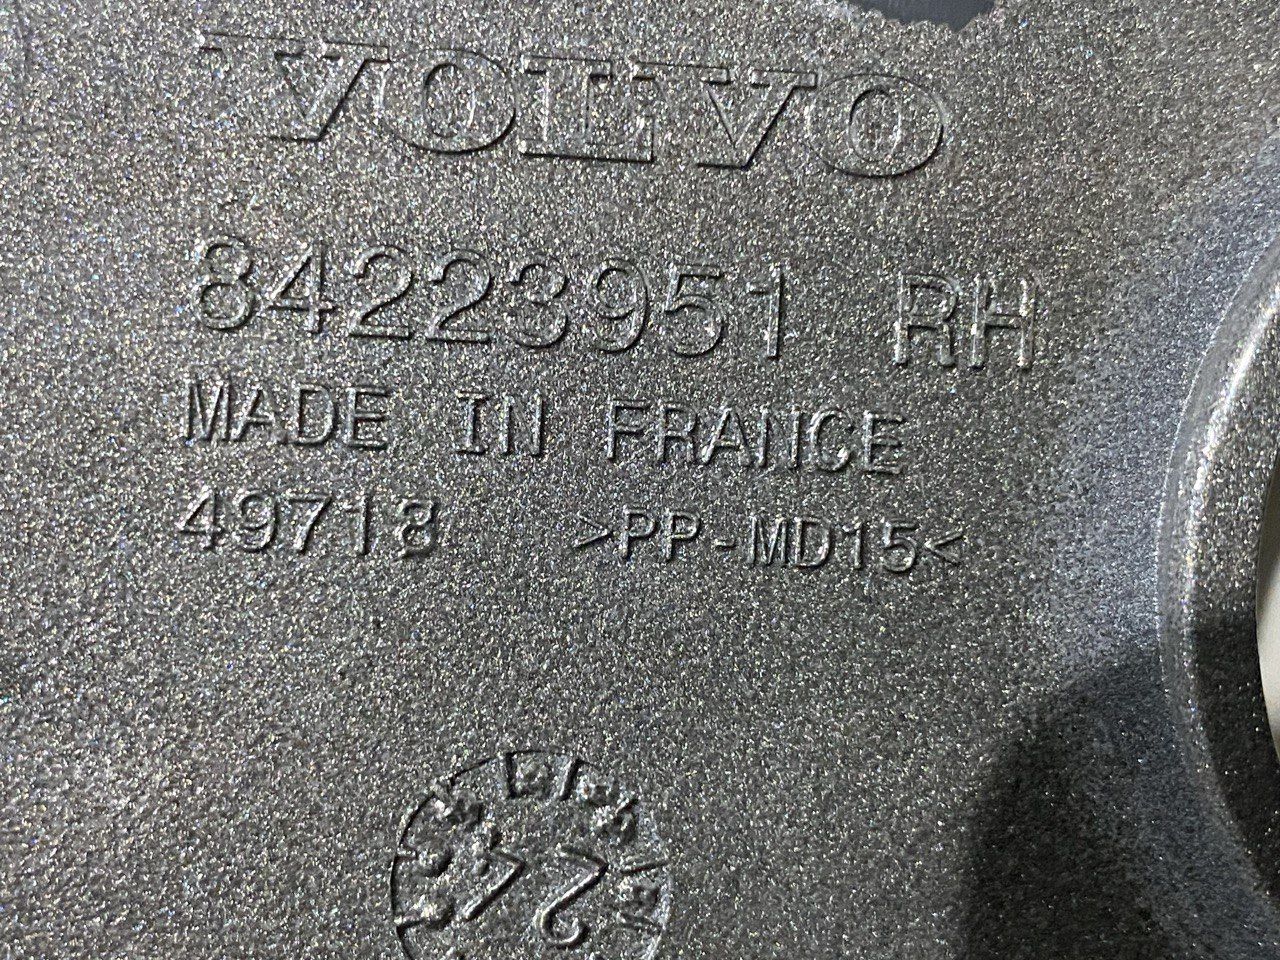 VOLVO
84223951 RH
MADE IN FRANCE
49718 >PP-MD15<